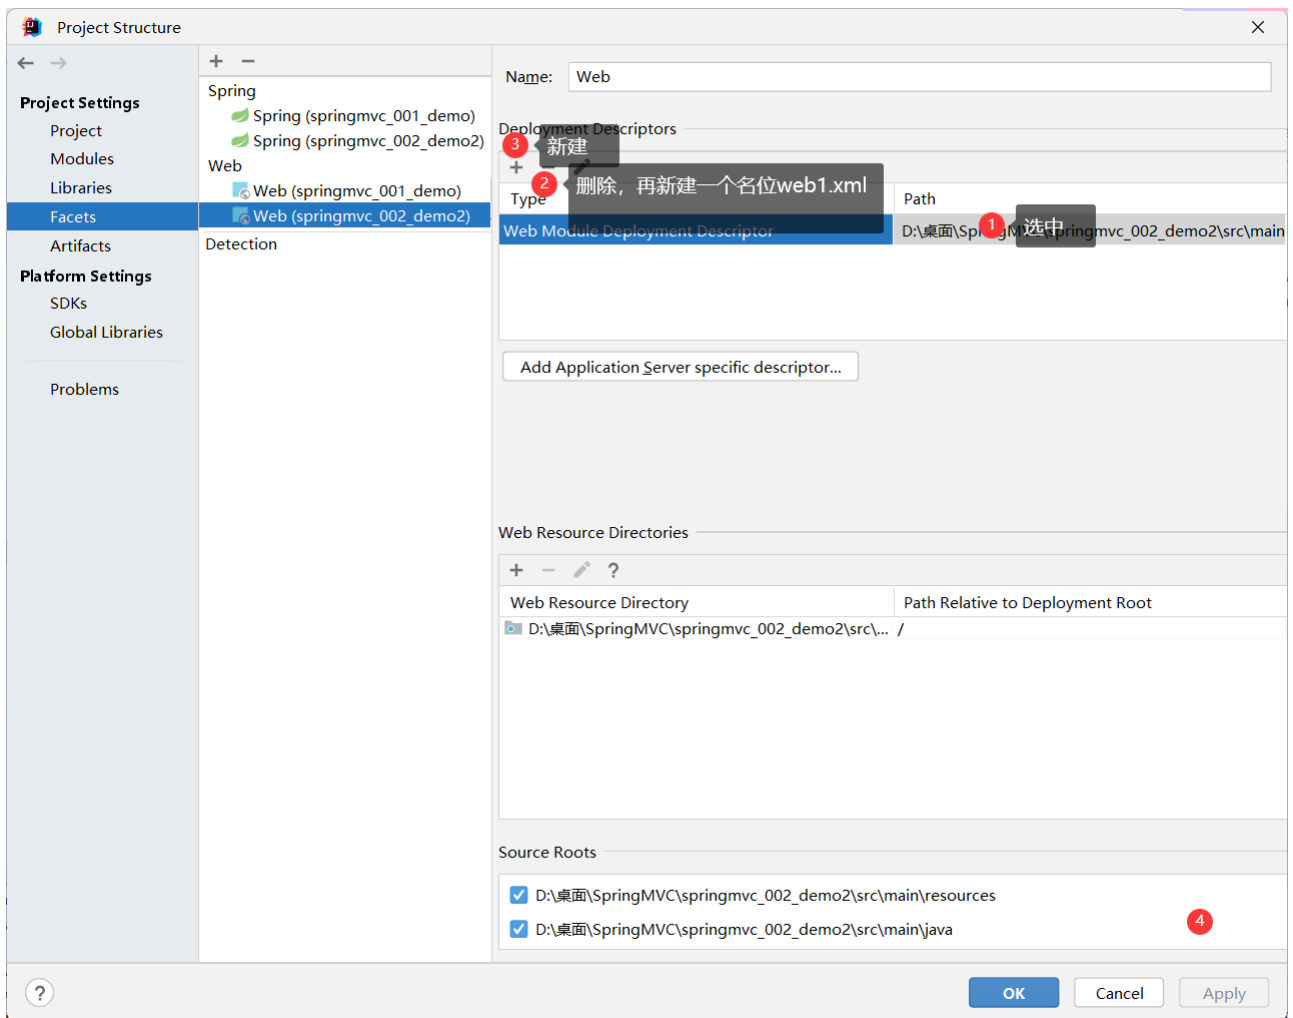 Project Structure
Project Settings
Project
Modules
Libraries
Facets
Artifacts
Platform Settings
SDKs
Global Libraries
Problems
Spring
Spring (springmvc_001_demo)
Spring (springmvc_002_demo2)
Web
Web (springmvc_001_demo)
Web (springmvc_002_demo2)
Detection
Name: Web
Deployment Descriptors
3 新建
2 删除，再新建一个名位web1.xml
Type Path
1 选中
Web Module Deployment Descriptor D:\桌面\SpringMVC\springmvc_002_demo2\src\main
Add Application Server specific descriptor...
Web Resource Directories
Web Resource Directory Path Relative to Deployment Root
D:\桌面\SpringMVC\springmvc_002_demo2\src\... /
Source Roots
D:\桌面\SpringMVC\springmvc_002_demo2\src\main\resources
4
D:\桌面\SpringMVC\springmvc_002_demo2\src\main\java
? OK Cancel Apply